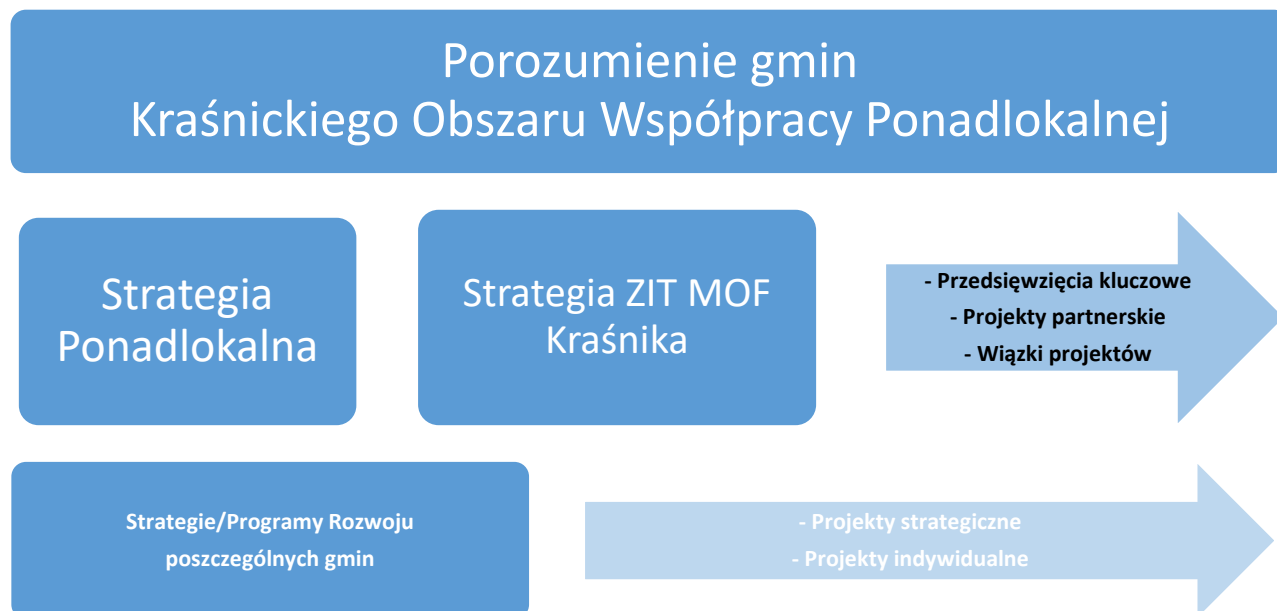 Porozumienie gmin
Kraśnickiego Obszaru Współpracy Ponadlokalnej
Strategia
Ponadlokalna
Strategia ZIT MOF
Kraśnika
- Przedsięwzięcia kluczowe
- Projekty partnerskie
- Wiązki projektów
Strategie/Programy Rozwoju
poszczególnych gmin
- Projekty strategiczne
- Projekty indywidualne